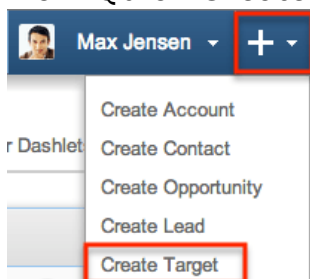 Max Jensen
Create Account
r Dashlet
Create Contact
Create Opportunity
Create Lead
Create Target